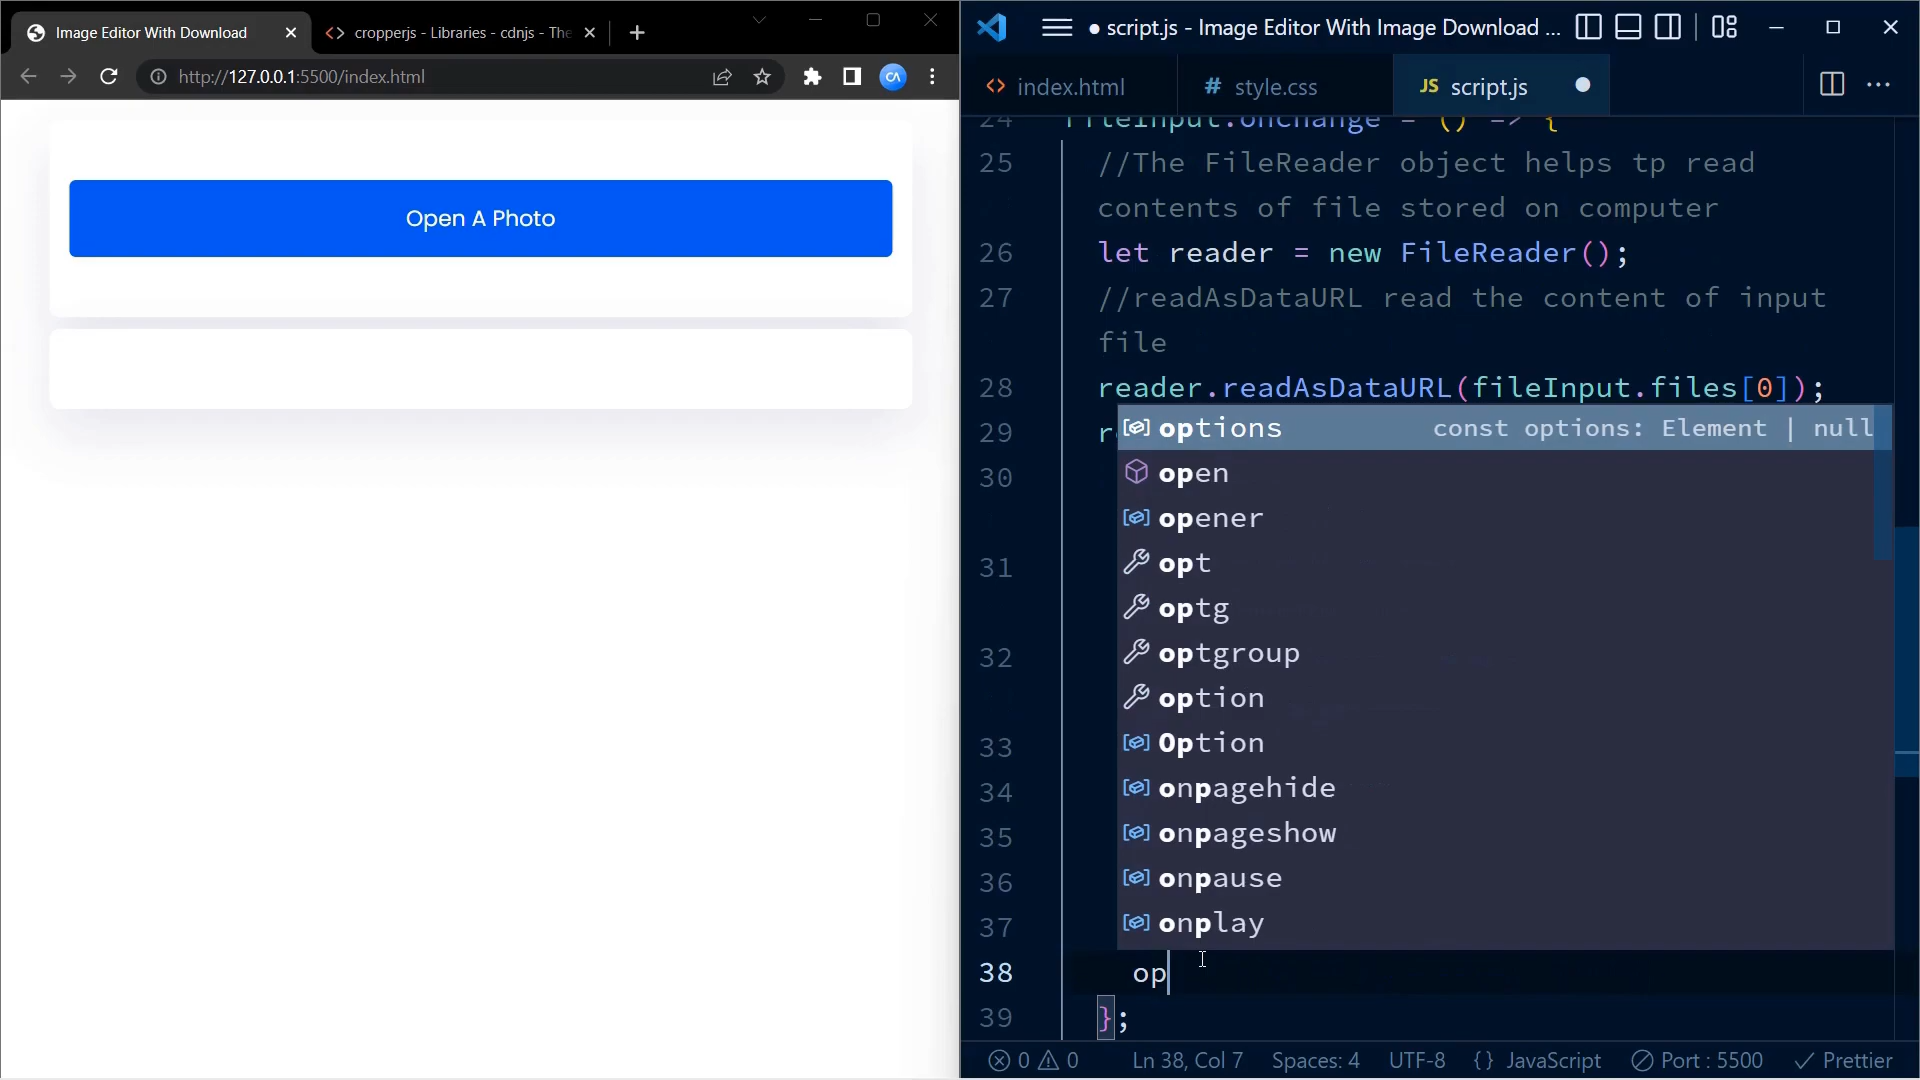 Image Editor With Download
cropperjs - Libraries - cdnjs - The
http://127.0.0.1:5500/index.html
CA
Open A Photo
● script.js - Image Editor With Image Download ...
<> index.html
# style.css
JS script.js ●
24 fileInput.onchange = () => {
25 //The FileReader object helps tp read
contents of file stored on computer
26 let reader = new FileReader();
27 //readAsDataURL read the content of input
file
28 reader.readAsDataURL(fileInput.files[0]);
29 r
options const options: Element | null
30 open
opener
31 opt
optg
32 optgroup
option
33 Option
34 onpagehide
35 onpageshow
36 onpause
37 onplay
38 op
39 };
0 0 Ln 38, Col 7 Spaces: 4 UTF-8 {} JavaScript Port : 5500 Prettier